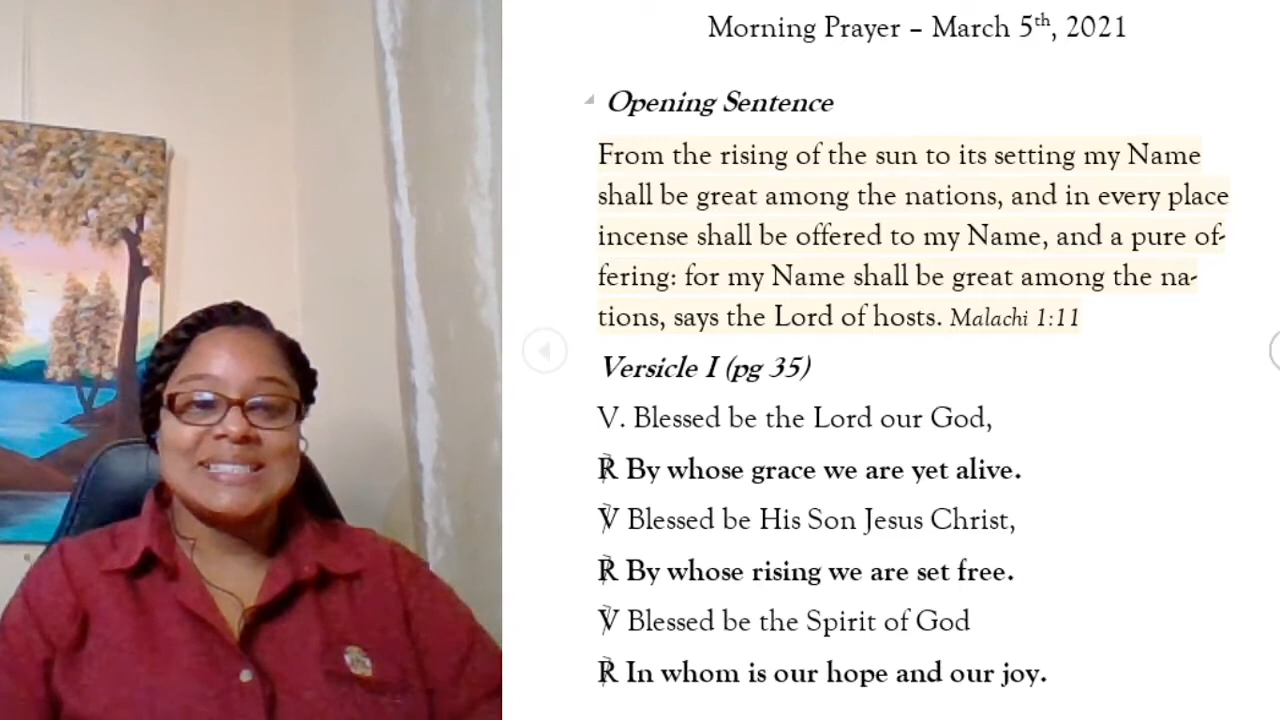 Morning Prayer – March 5th, 2021
Opening Sentence
From the rising of the sun to its setting my Name
shall be great among the nations, and in every place
incense shall be offered to my Name, and a pure of-
fering: for my Name shall be great among the na-
tions, says the Lord of hosts. Malachi 1:11
Versicle I (pg 35)
V. Blessed be the Lord our God,
℟ By whose grace we are yet alive.
℣ Blessed be His Son Jesus Christ,
℟ By whose rising we are set free.
℣ Blessed be the Spirit of God
℟ In whom is our hope and our joy.